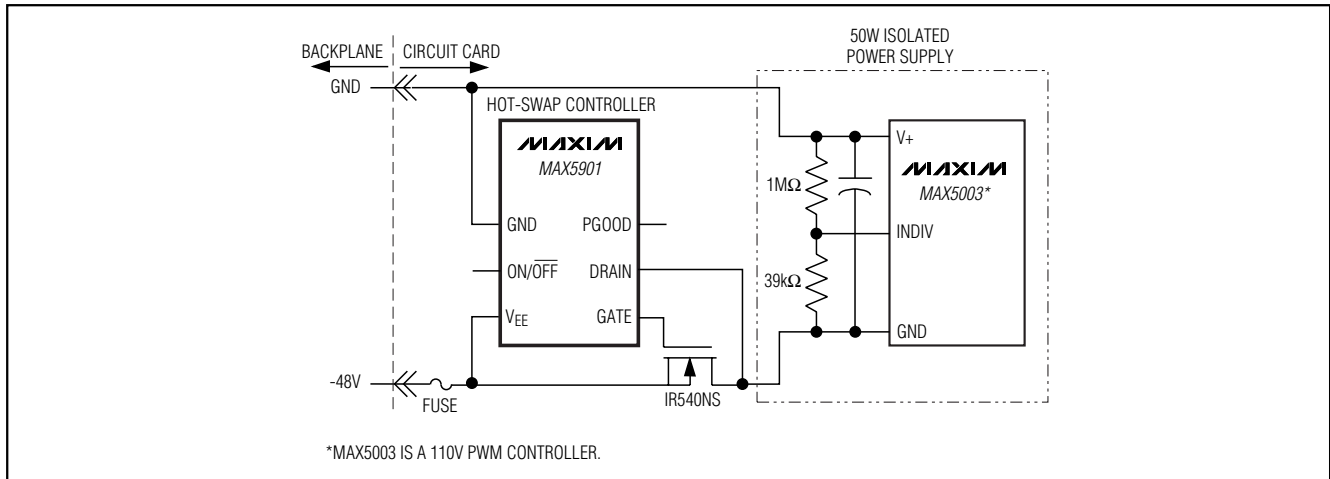 50W ISOLATED
POWER SUPPLY
BACKPLANE
CIRCUIT CARD
GND
HOT-SWAP CONTROLLER
MAXIM
MAX5901
GND
PGOOD
ON/OFF
DRAIN
VEE
GATE
V+
MAXIM
MAX5003*
1MΩ
INDIV
39kΩ
GND
-48V
FUSE
IR540NS
*MAX5003 IS A 110V PWM CONTROLLER.